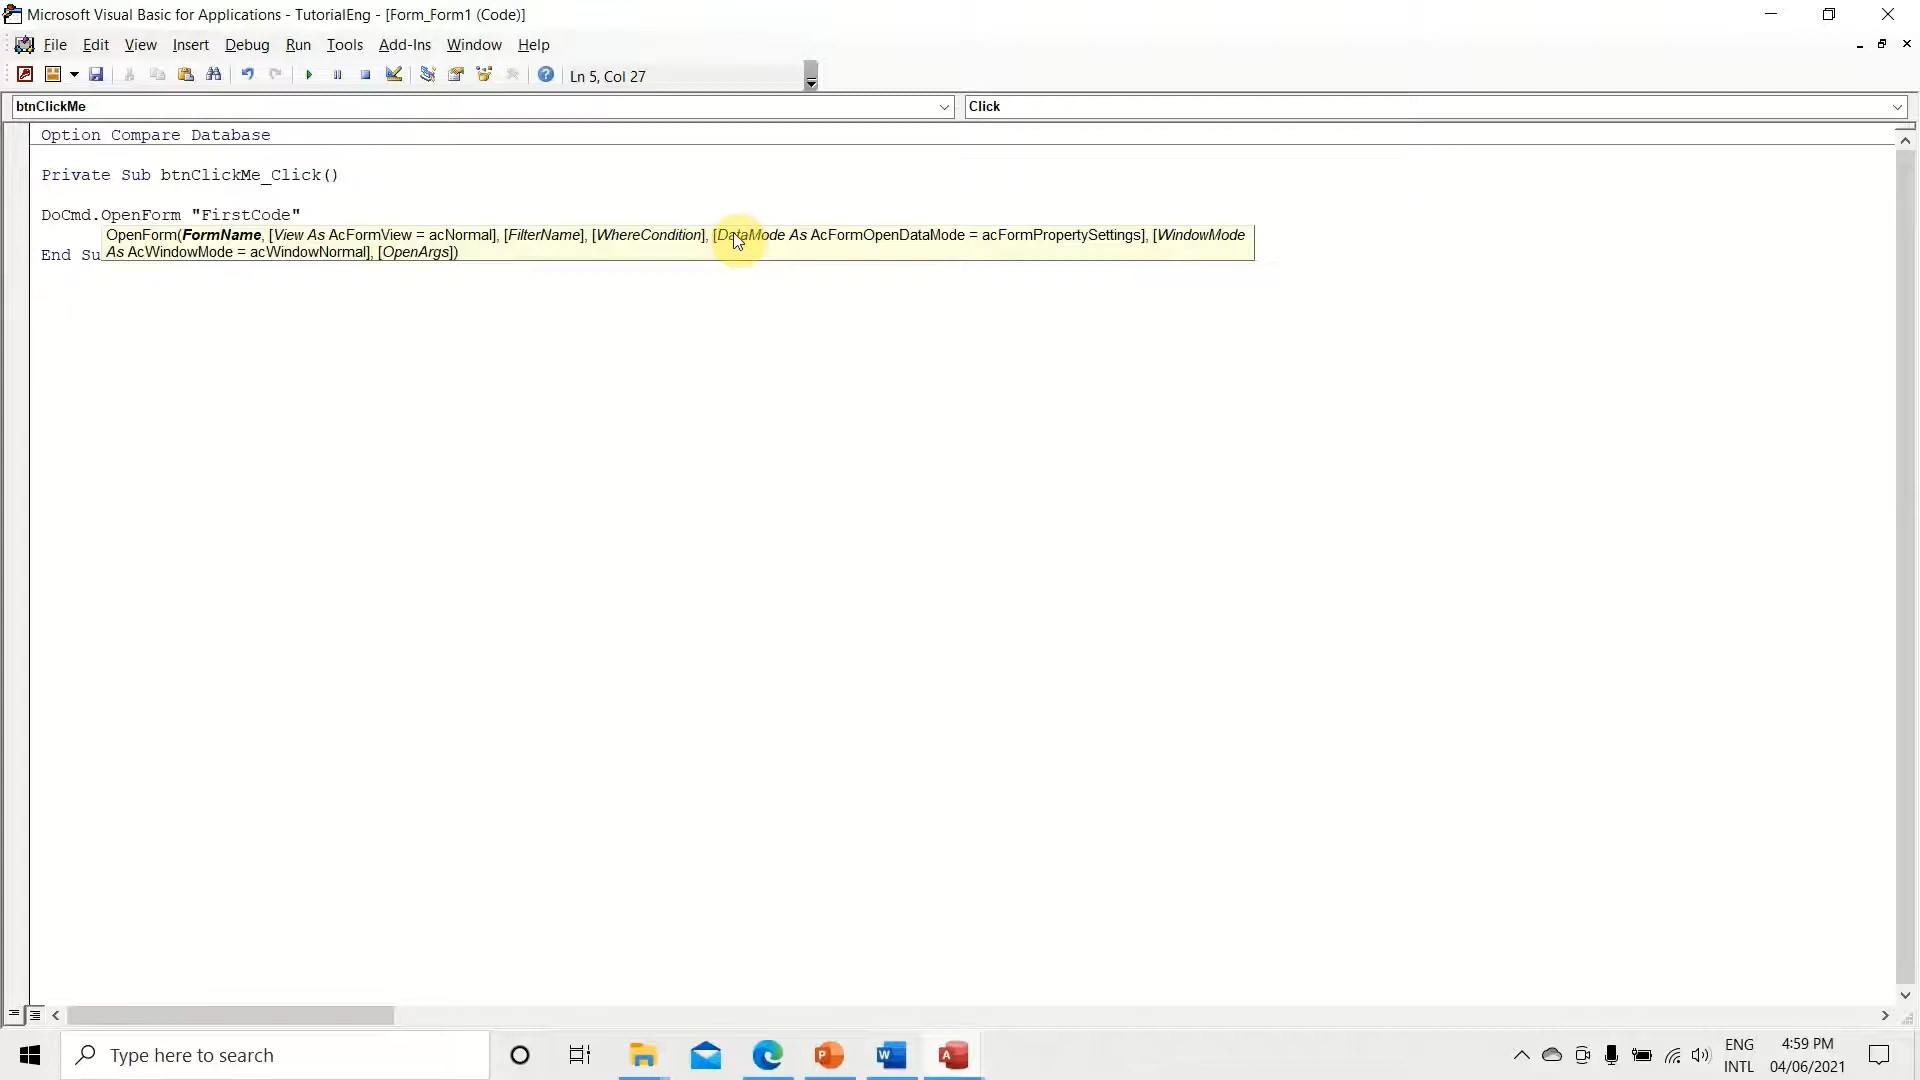 Microsoft Visual Basic for Applications - TutorialEng - [Form_Form1 (Code)]
File Edit View Insert Debug Run Tools Add-Ins Window Help
Ln 5, Col 27
btnClickMe Click
Option Compare Database
Private Sub btnClickMe_Click()
DoCmd.OpenForm "FirstCode"
OpenForm(FormName, [View As AcFormView = acNormal], [FilterName], [WhereCondition], [DataMode As AcFormOpenDataMode = acFormPropertySettings], [WindowMode
As AcWindowMode = acWindowNormal], [OpenArgs])
End Su
Type here to search
ENG 4:59 PM
INTL 04/06/2021